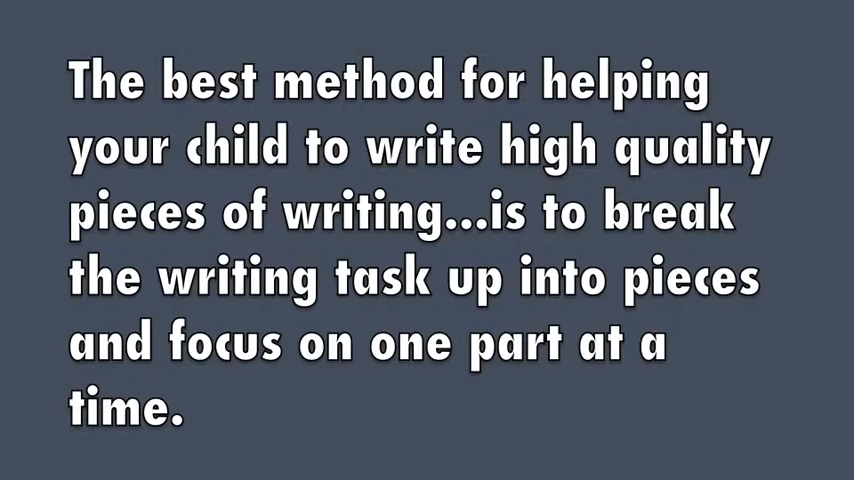 The best method for helping
your child to write high quality
pieces of writing...is to break
the writing task up into pieces
and focus on one part at a
time.